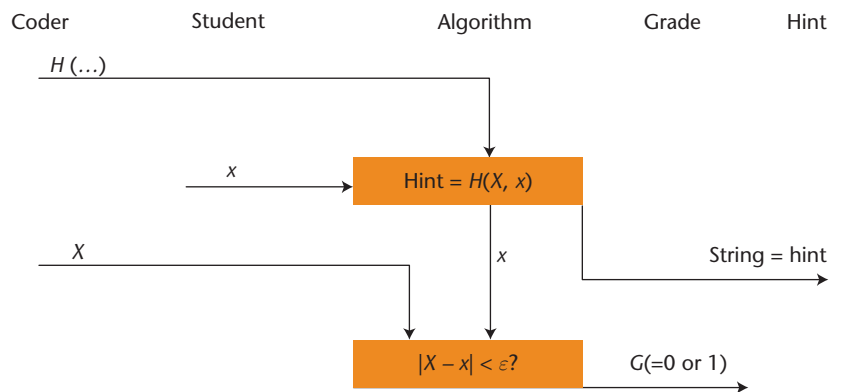 Coder Student Algorithm Grade Hint
H (...)
x
Hint = H(X, x)
X
x
String = hint
|X – x| < ε?
G(=0 or 1)